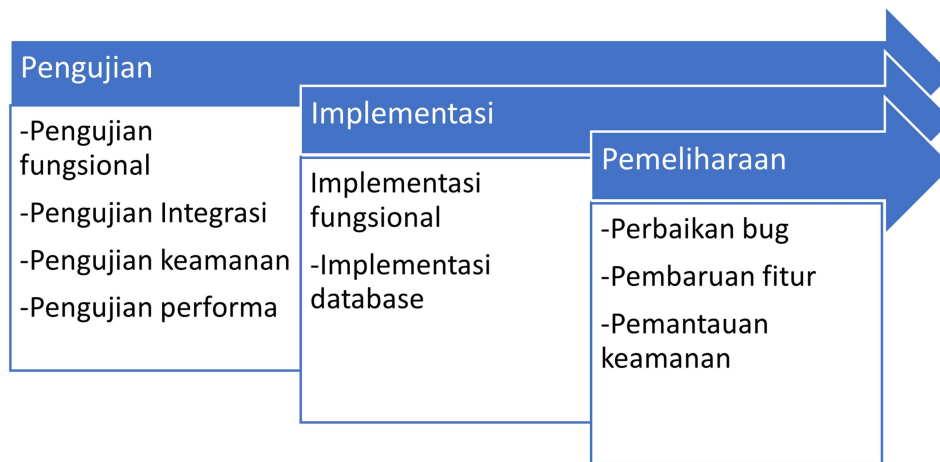 Pengujian
-Pengujian
fungsional
-Pengujian Integrasi
-Pengujian keamanan
-Pengujian performa
Implementasi
Implementasi
fungsional
-Implementasi
database
Pemeliharaan
-Perbaikan bug
-Pembaruan fitur
-Pemantauan
keamanan